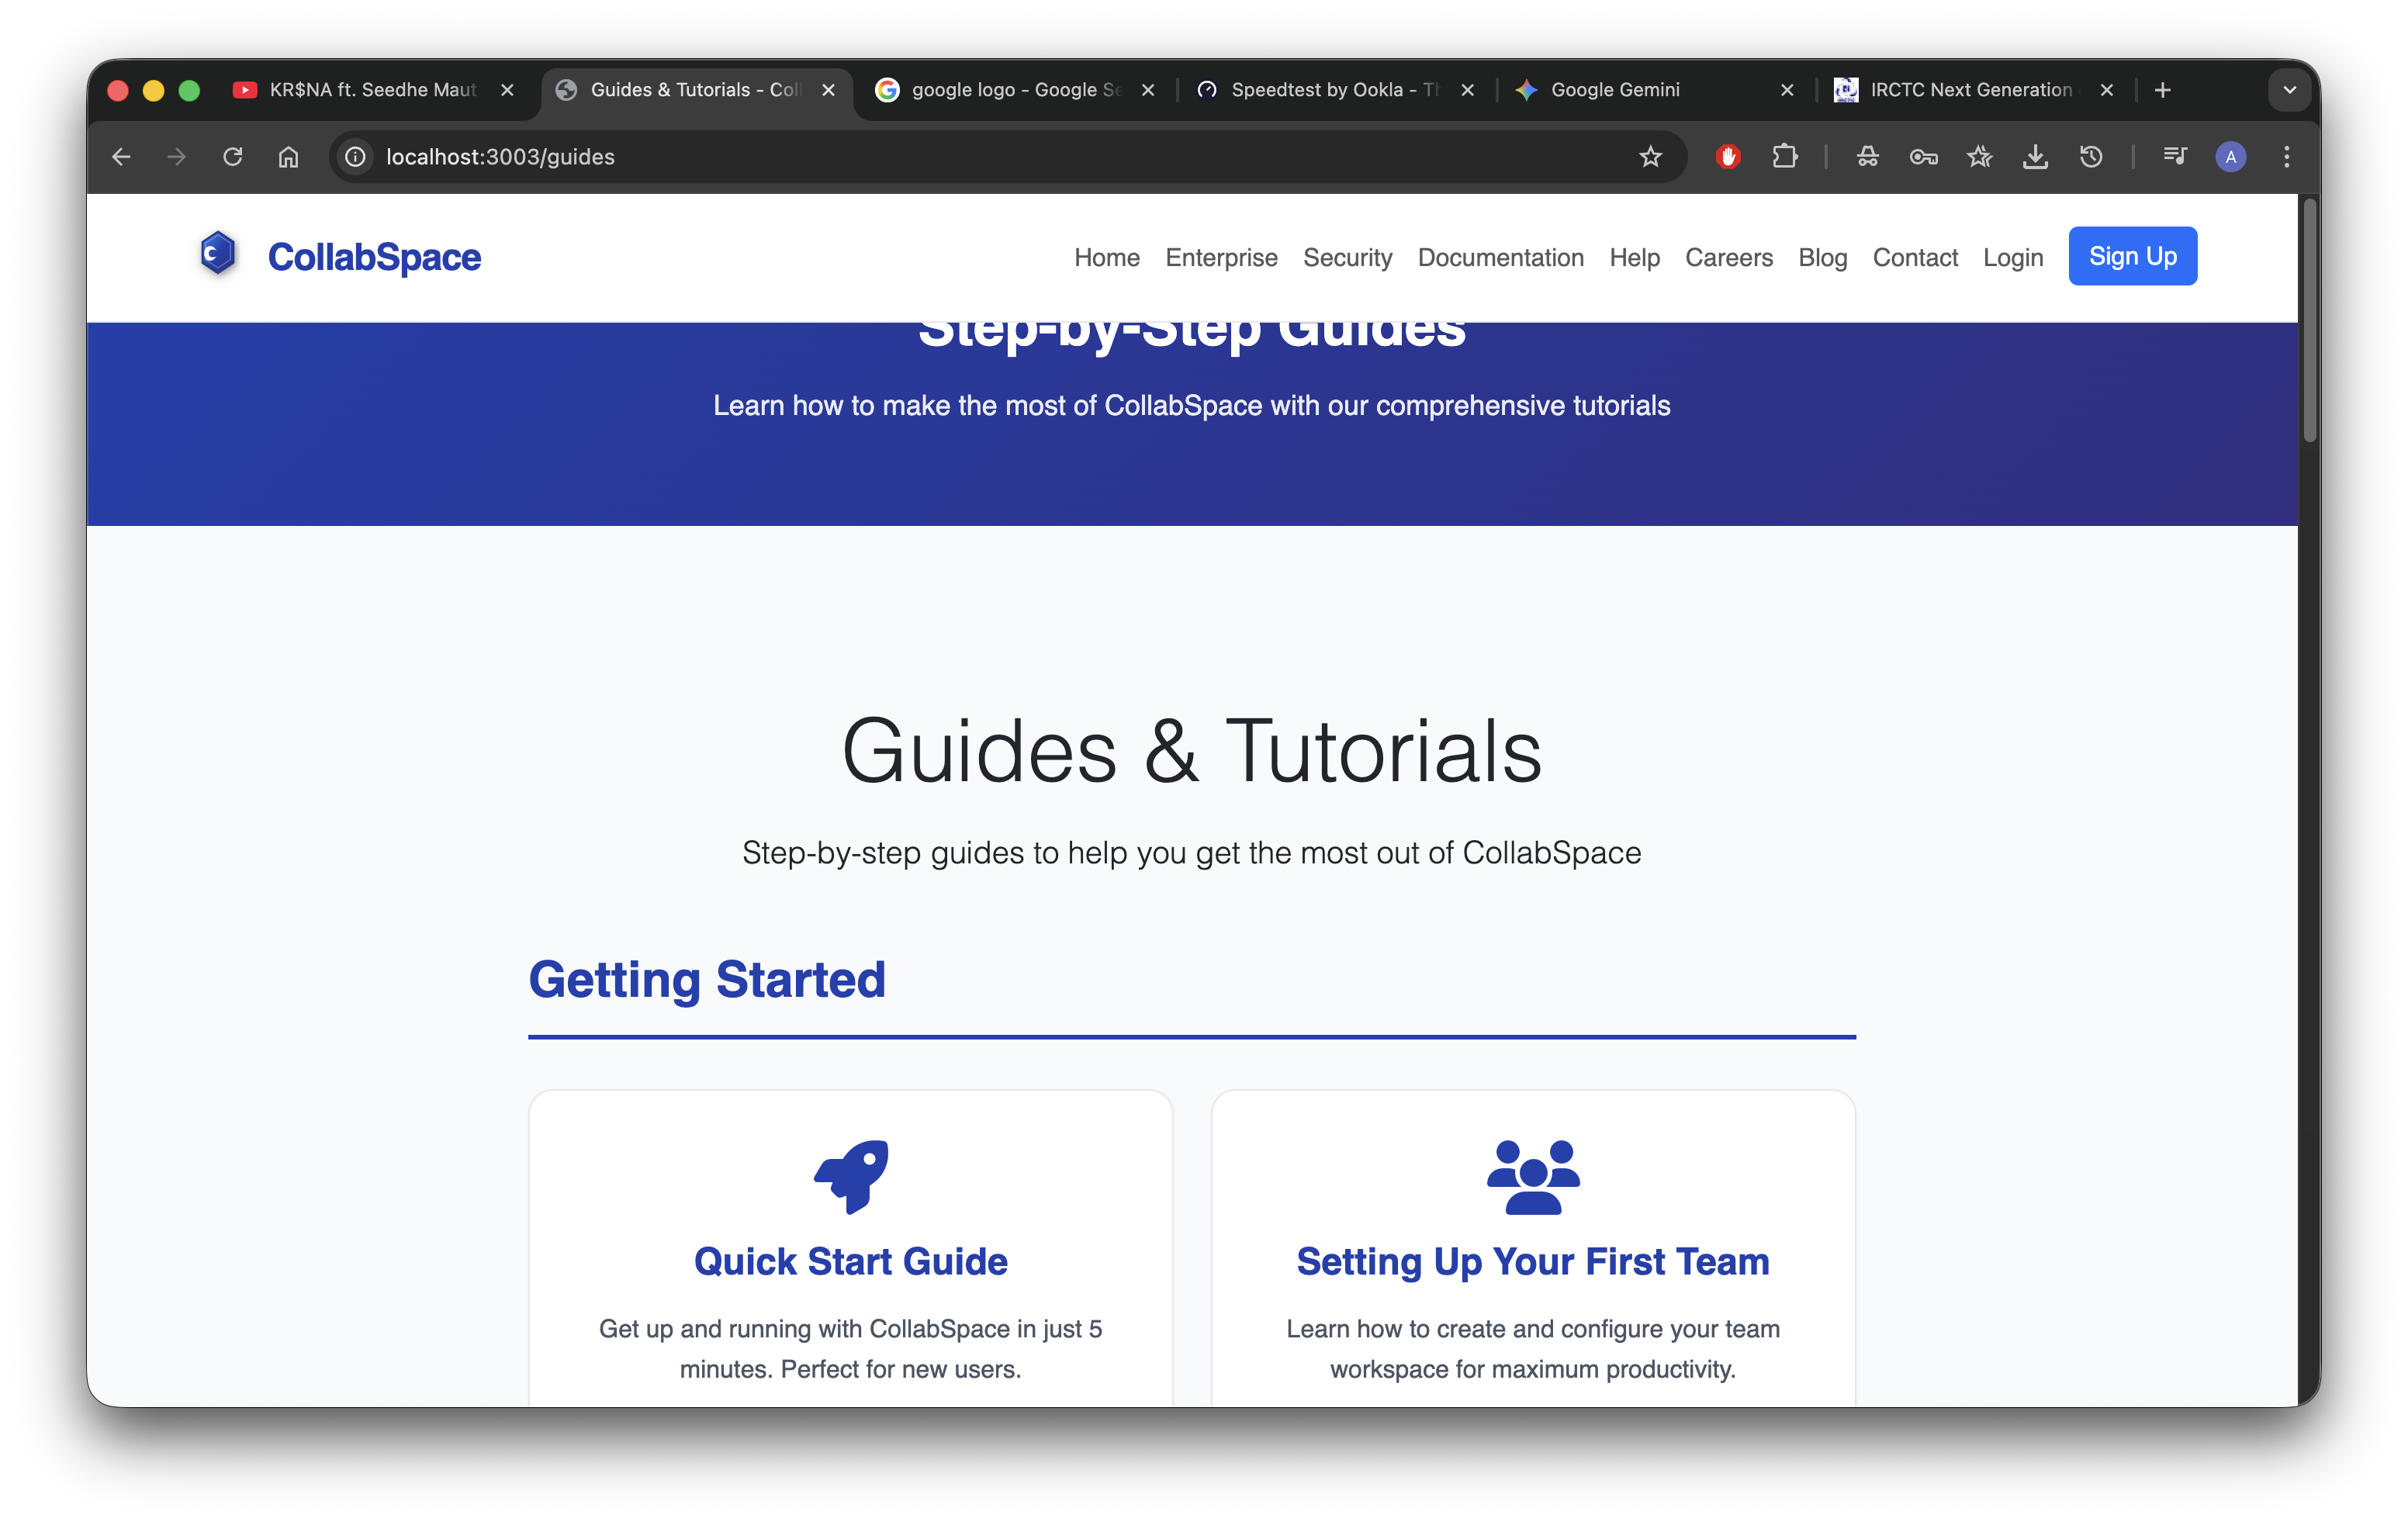 KR$NA ft. Seedhe Maut
Guides & Tutorials - Coll
google logo - Google Se
Speedtest by Ookla - Th
Google Gemini
IRCTC Next Generation
localhost:3003/guides
A
C
CollabSpace
Home Enterprise Security Documentation Help Careers Blog Contact Login Sign Up
Step-by-Step Guides
Learn how to make the most of CollabSpace with our comprehensive tutorials
Guides & Tutorials
Step-by-step guides to help you get the most out of CollabSpace
Getting Started
Quick Start Guide
Get up and running with CollabSpace in just 5
minutes. Perfect for new users.
Setting Up Your First Team
Learn how to create and configure your team
workspace for maximum productivity.